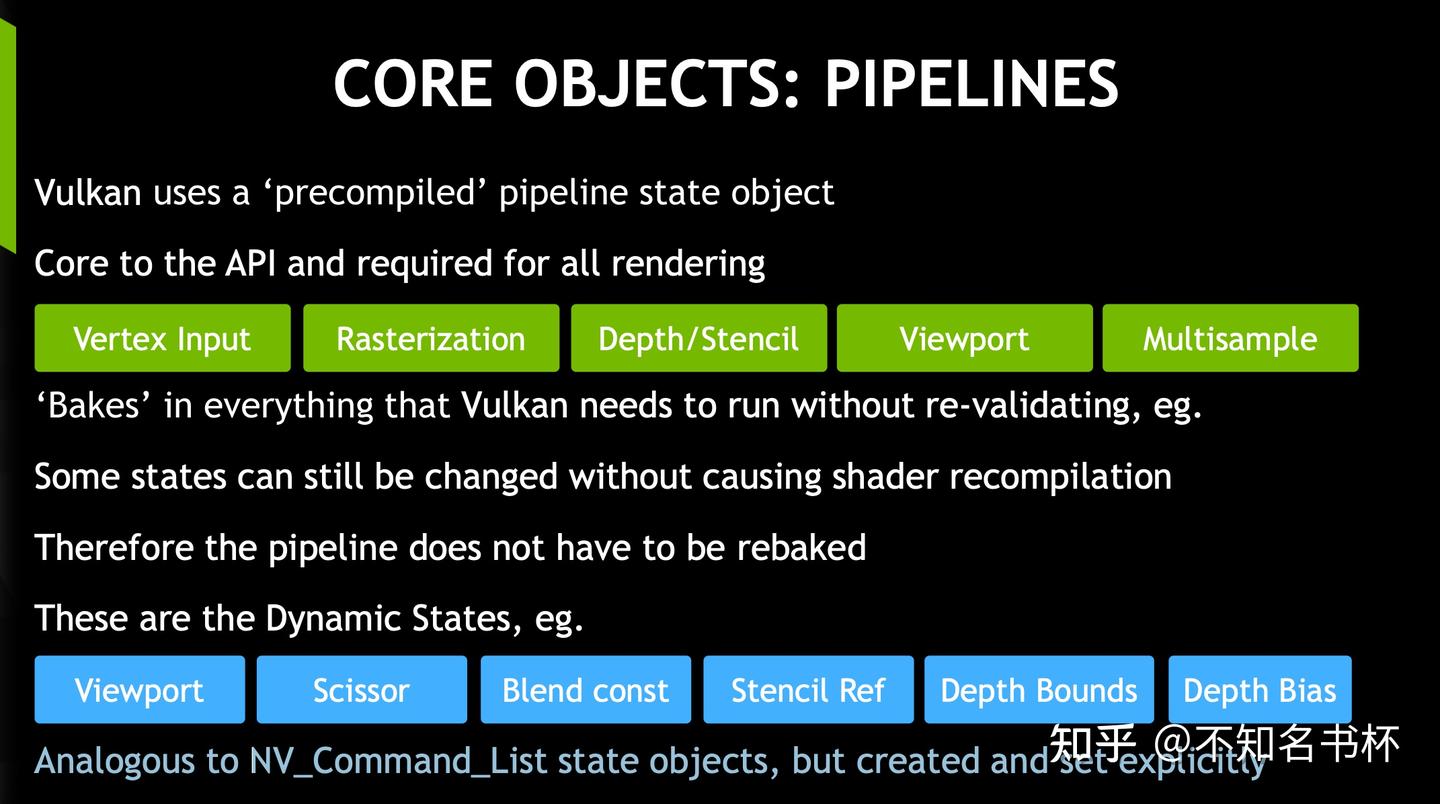 CORE OBJECTS: PIPELINES
Vulkan uses a ‘precompiled’ pipeline state object
Core to the API and required for all rendering
Vertex Input Rasterization Depth/Stencil Viewport Multisample
‘Bakes’ in everything that Vulkan needs to run without re-validating, eg.
Some states can still be changed without causing shader recompilation
Therefore the pipeline does not have to be rebaked
These are the Dynamic States, eg.
Viewport Scissor Blend const Stencil Ref Depth Bounds Depth Bias
知乎 @不知名书杯
Analogous to NV_Command_List state objects, but created and set explicitly